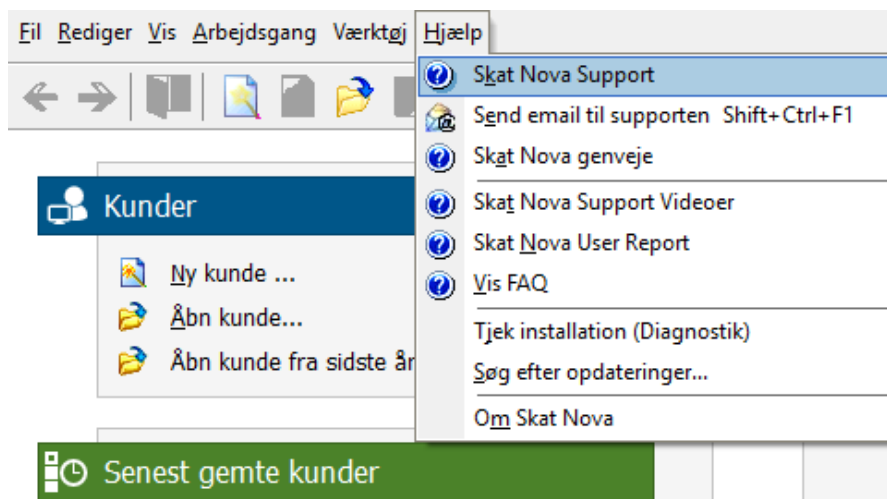 Fil Rediger Vis Arbejdsgang Værktøj Hjælp
Skat Nova Support
Send email til supporten Shift+Ctrl+F1
Skat Nova genveje
Skat Nova Support Videoer
Skat Nova User Report
Vis FAQ
Tjek installation (Diagnostik)
Søg efter opdateringer...
Om Skat Nova
Kunder
Ny kunde ...
Åbn kunde...
Åbn kunde fra sidste år
Senest gemte kunder